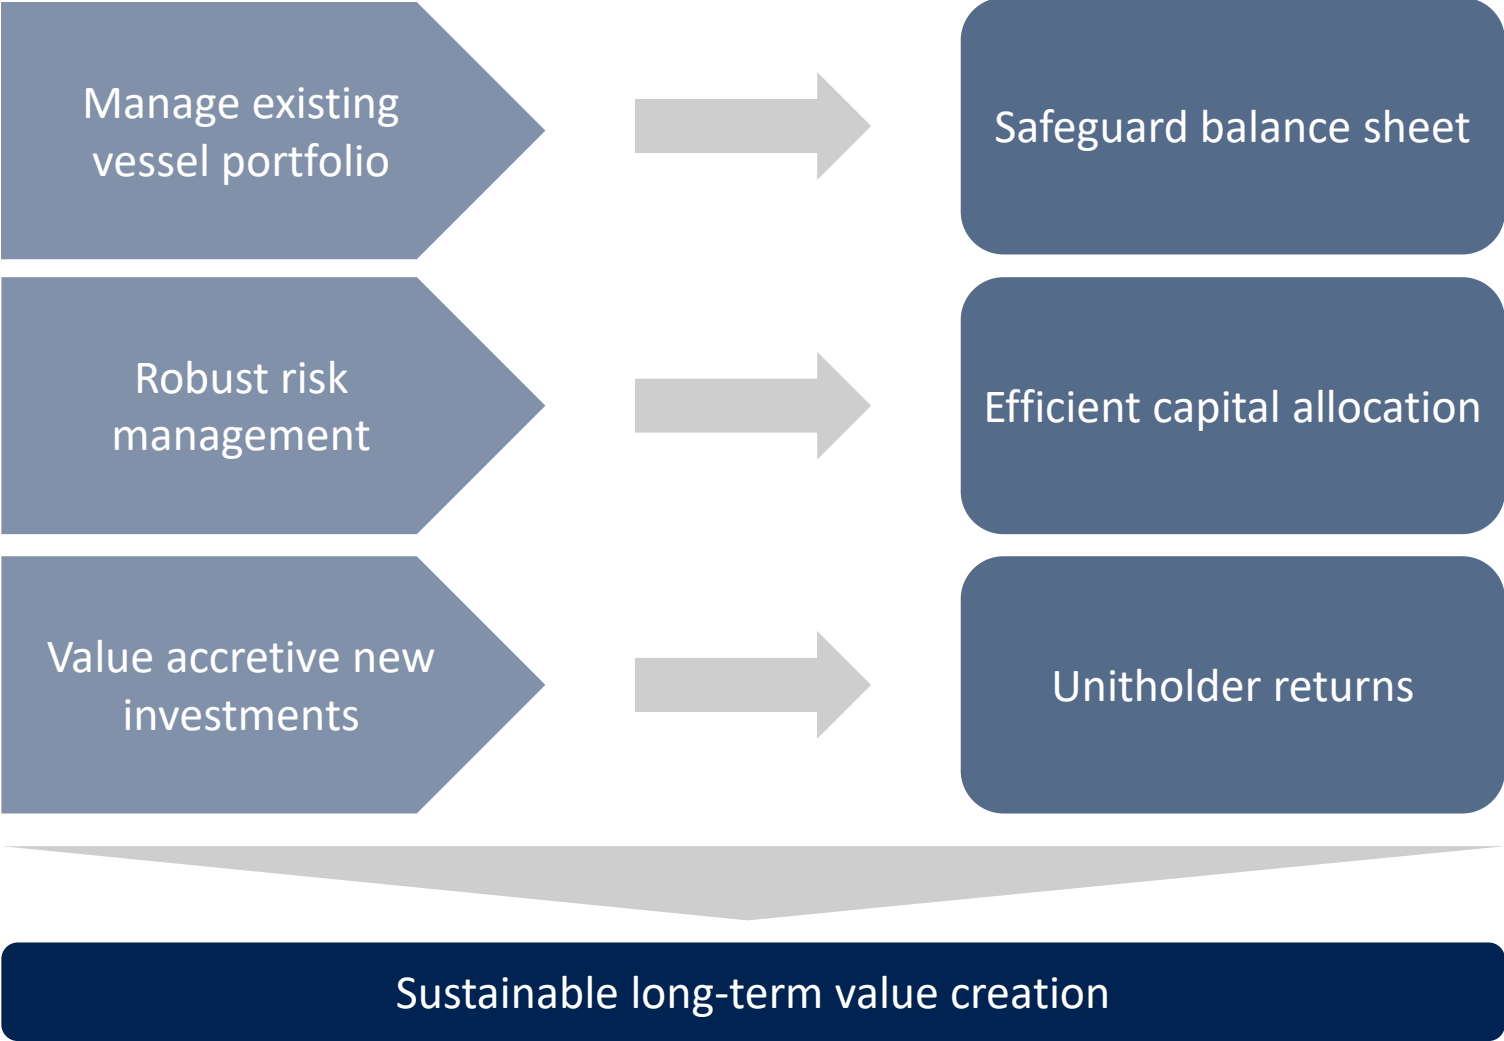 Manage existing
vessel portfolio
Safeguard balance sheet
Robust risk
management
Efficient capital allocation
Value accretive new
investments
Unitholder returns
Sustainable long-term value creation